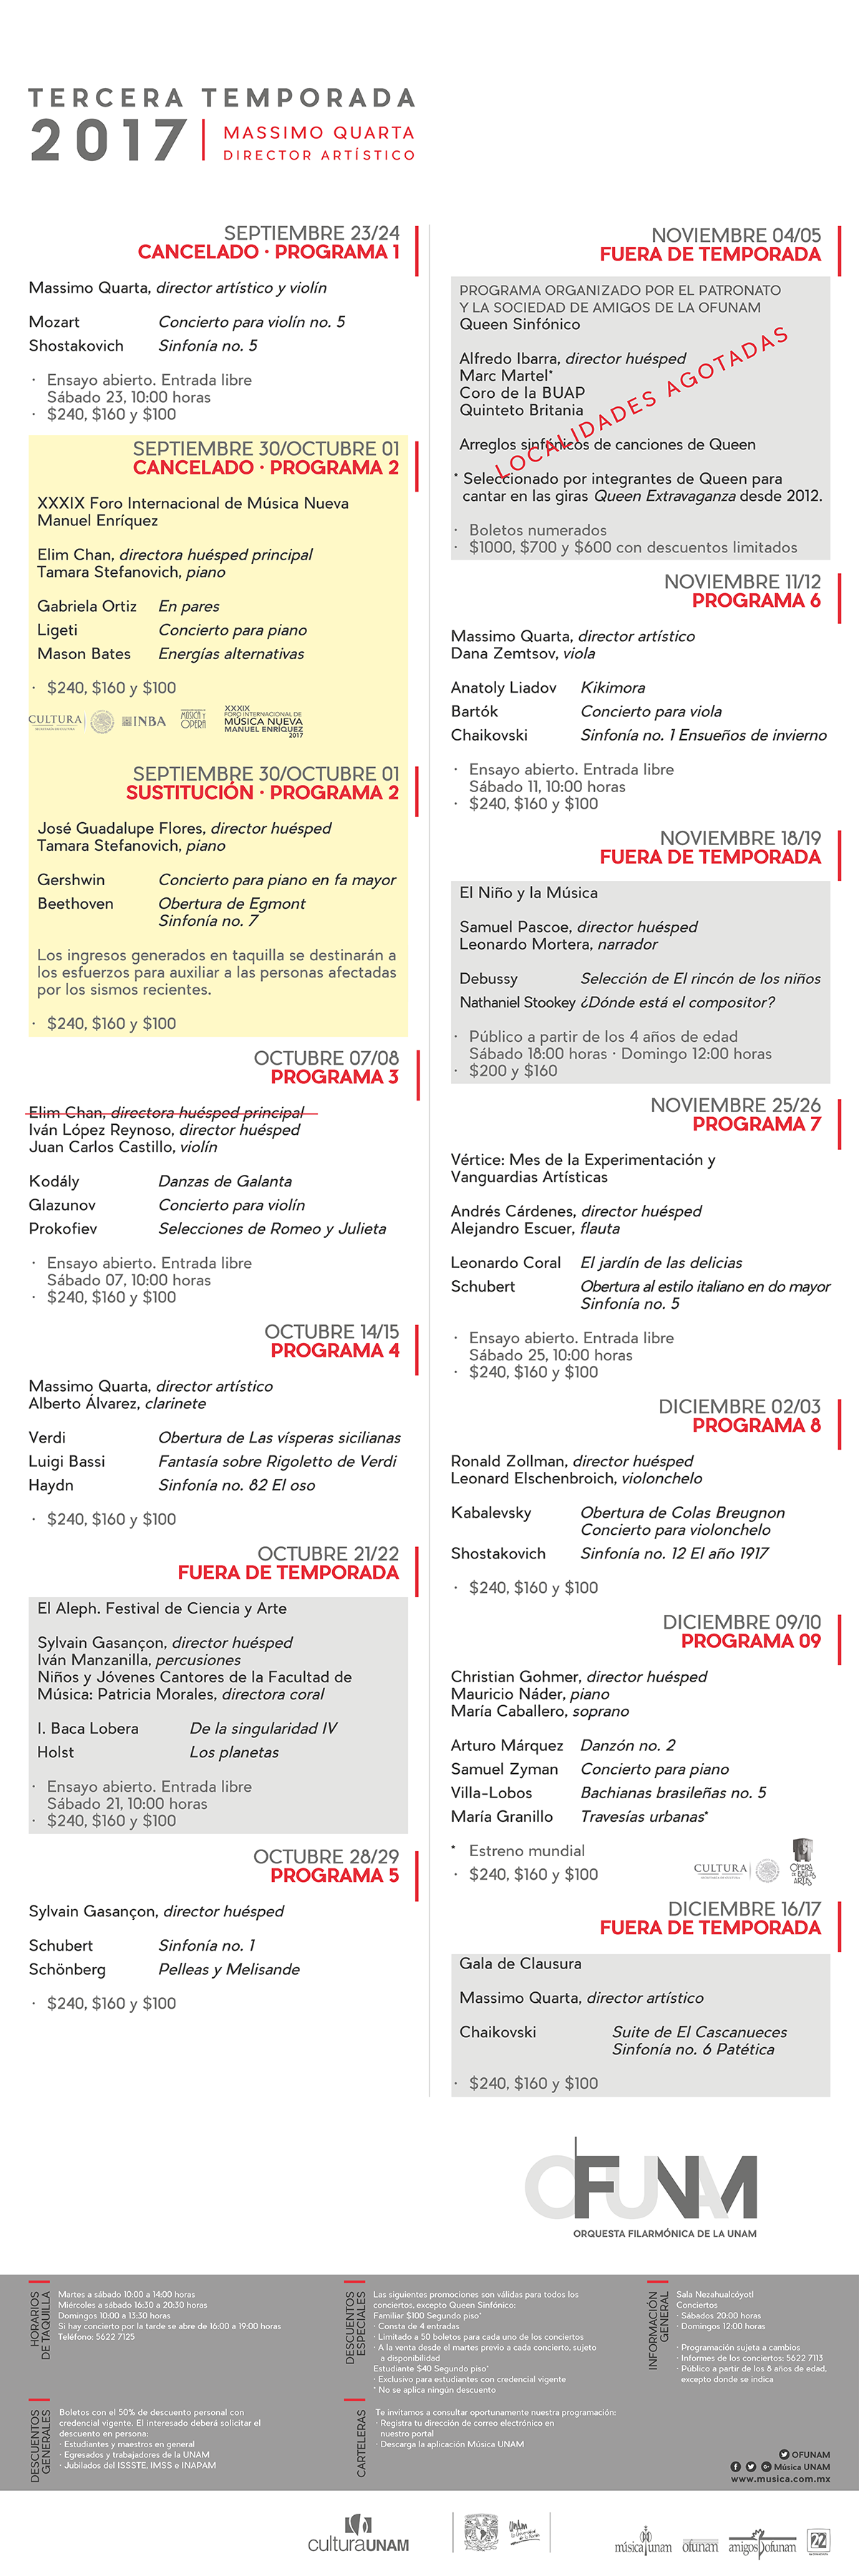 TERCERA TEMPORADA
2017
MASSIMO QUARTA
DIRECTOR ARTÍSTICO
SEPTIEMBRE 23/24
CANCELADO · PROGRAMA 1
Massimo Quarta, director artístico y violín
Mozart Concierto para violín no. 5
Shostakovich Sinfonía no. 5
· Ensayo abierto. Entrada libre
Sábado 23, 10:00 horas
· $240, $160 y $100
SEPTIEMBRE 30/OCTUBRE 01
CANCELADO · PROGRAMA 2
XXXIX Foro Internacional de Música Nueva
Manuel Enríquez
Elim Chan, directora huésped principal
Tamara Stefanovich, piano
Gabriela Ortiz En pares
Ligeti Concierto para piano
Mason Bates Energías alternativas
· $240, $160 y $100
CULTURA
SECRETARÍA DE CULTURA
INBA
MÚSICA Y
ÓPERA
XXXIX
FORO INTERNACIONAL DE
MÚSICA NUEVA
MANUEL ENRÍQUEZ
2017
SEPTIEMBRE 30/OCTUBRE 01
SUSTITUCIÓN · PROGRAMA 2
José Guadalupe Flores, director huésped
Tamara Stefanovich, piano
Gershwin Concierto para piano en fa mayor
Beethoven Obertura de Egmont
Sinfonía no. 7
Los ingresos generados en taquilla se destinarán a
los esfuerzos para auxiliar a las personas afectadas
por los sismos recientes.
· $240, $160 y $100
OCTUBRE 07/08
PROGRAMA 3
Elim Chan, directora huésped principal
Iván López Reynoso, director huésped
Juan Carlos Castillo, violín
Kodály Danzas de Galanta
Glazunov Concierto para violín
Prokofiev Selecciones de Romeo y Julieta
· Ensayo abierto. Entrada libre
Sábado 07, 10:00 horas
· $240, $160 y $100
OCTUBRE 14/15
PROGRAMA 4
Massimo Quarta, director artístico
Alberto Álvarez, clarinete
Verdi Obertura de Las vísperas sicilianas
Luigi Bassi Fantasía sobre Rigoletto de Verdi
Haydn Sinfonía no. 82 El oso
· $240, $160 y $100
OCTUBRE 21/22
FUERA DE TEMPORADA
El Aleph. Festival de Ciencia y Arte
Sylvain Gasançon, director huésped
Iván Manzanilla, percusiones
Niños y Jóvenes Cantores de la Facultad de
Música: Patricia Morales, directora coral
I. Baca Lobera De la singularidad IV
Holst Los planetas
· Ensayo abierto. Entrada libre
Sábado 21, 10:00 horas
· $240, $160 y $100
OCTUBRE 28/29
PROGRAMA 5
Sylvain Gasançon, director huésped
Schubert Sinfonía no. 1
Schönberg Pelleas y Melisande
· $240, $160 y $100
NOVIEMBRE 04/05
FUERA DE TEMPORADA
PROGRAMA ORGANIZADO POR EL PATRONATO
Y LA SOCIEDAD DE AMIGOS DE LA OFUNAM
Queen Sinfónico
Alfredo Ibarra, director huésped
Marc Martel*
Coro de la BUAP
Quinteto Britania
LOCALIDADES AGOTADAS
Arreglos sinfónicos de canciones de Queen
* Seleccionado por integrantes de Queen para
cantar en las giras Queen Extravaganza desde 2012.
· Boletos numerados
· $1000, $700 y $600 con descuentos limitados
NOVIEMBRE 11/12
PROGRAMA 6
Massimo Quarta, director artístico
Dana Zemtsov, viola
Anatoly Liadov Kikimora
Bartók Concierto para viola
Chaikovski Sinfonía no. 1 Ensueños de invierno
· Ensayo abierto. Entrada libre
Sábado 11, 10:00 horas
· $240, $160 y $100
NOVIEMBRE 18/19
FUERA DE TEMPORADA
El Niño y la Música
Samuel Pascoe, director huésped
Leonardo Mortera, narrador
Debussy Selección de El rincón de los niños
Nathaniel Stookey ¿Dónde está el compositor?
· Público a partir de los 4 años de edad
Sábado 18:00 horas · Domingo 12:00 horas
· $200 y $160
NOVIEMBRE 25/26
PROGRAMA 7
Vértice: Mes de la Experimentación y
Vanguardias Artísticas
Andrés Cárdenes, director huésped
Alejandro Escuer, flauta
Leonardo Coral El jardín de las delicias
Schubert Obertura al estilo italiano en do mayor
Sinfonía no. 5
· Ensayo abierto. Entrada libre
Sábado 25, 10:00 horas
· $240, $160 y $100
DICIEMBRE 02/03
PROGRAMA 8
Ronald Zollman, director huésped
Leonard Elschenbroich, violonchelo
Kabalevsky Obertura de Colas Breugnon
Concierto para violonchelo
Shostakovich Sinfonía no. 12 El año 1917
· $240, $160 y $100
DICIEMBRE 09/10
PROGRAMA 09
Christian Gohmer, director huésped
Mauricio Náder, piano
María Caballero, soprano
Arturo Márquez Danzón no. 2
Samuel Zyman Concierto para piano
Villa-Lobos Bachianas brasileñas no. 5
María Granillo Travesías urbanas*
* Estreno mundial
· $240, $160 y $100
CULTURA
SECRETARÍA DE CULTURA
ÓPERA
DE BELLAS
ARTES
DICIEMBRE 16/17
FUERA DE TEMPORADA
Gala de Clausura
Massimo Quarta, director artístico
Chaikovski Suite de El Cascanueces
Sinfonía no. 6 Patética
· $240, $160 y $100
OFUNAM
ORQUESTA FILARMÓNICA DE LA UNAM
HORARIOS
DE TAQUILLA
Martes a sábado 10:00 a 14:00 horas
Miércoles a sábado 16:30 a 20:30 horas
Domingos 10:00 a 13:30 horas
Si hay concierto por la tarde se abre de 16:00 a 19:00 horas
Teléfono: 5622 7125
DESCUENTOS
GENERALES
Boletos con el 50% de descuento personal con
credencial vigente. El interesado deberá solicitar el
descuento en persona:
· Estudiantes y maestros en general
· Egresados y trabajadores de la UNAM
· Jubilados del ISSSTE, IMSS e INAPAM
DESCUENTOS
ESPECIALES
Las siguientes promociones son válidas para todos los
conciertos, excepto Queen Sinfónico:
Familiar $100 Segundo piso*
· Consta de 4 entradas
· Limitado a 50 boletos para cada uno de los conciertos
· A la venta desde el martes previo a cada concierto, sujeto
a disponibilidad
Estudiante $40 Segundo piso*
· Exclusivo para estudiantes con credencial vigente
* No se aplica ningún descuento
CARTELERAS
Te invitamos a consultar oportunamente nuestra programación:
· Registra tu dirección de correo electrónico en
nuestro portal
· Descarga la aplicación Música UNAM
INFORMACIÓN
GENERAL
Sala Nezahualcóyotl
Conciertos
· Sábados 20:00 horas
· Domingos 12:00 horas
· Programación sujeta a cambios
· Informes de los conciertos: 5622 7113
· Público a partir de los 8 años de edad,
excepto donde se indica
OFUNAM
Música UNAM
www.musica.com.mx
culturaUNAM
música unam
ofunam
amigos ofunam
22